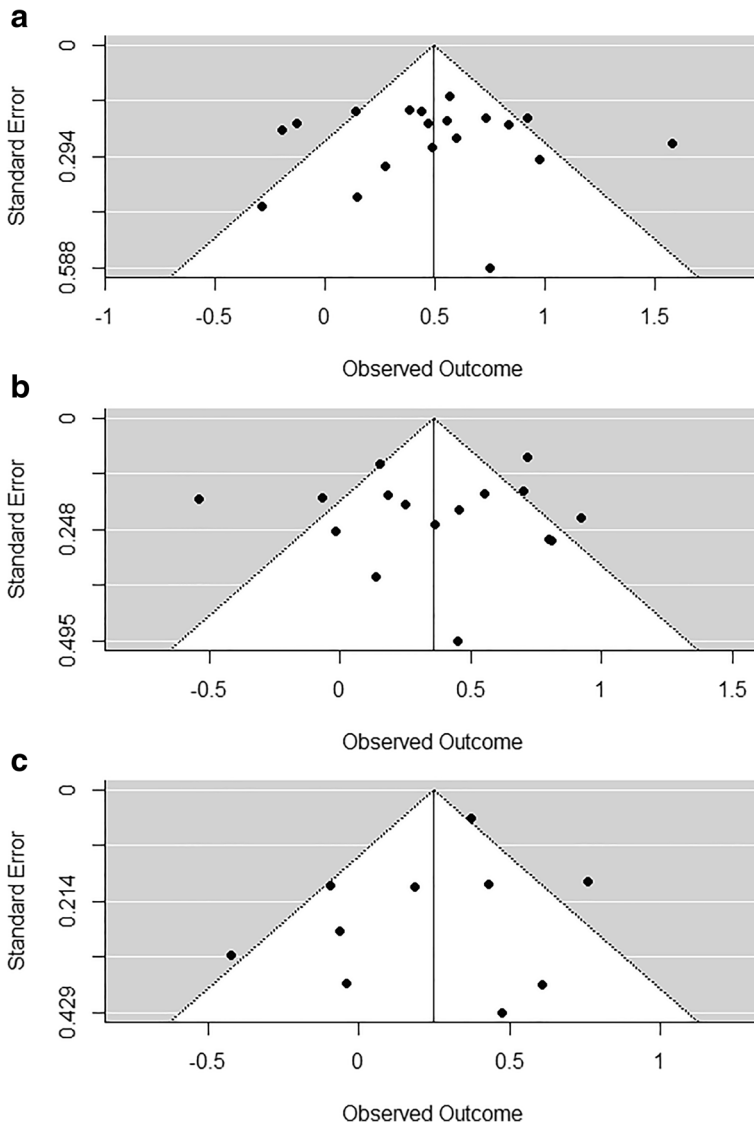 a
0
0.294
0.588
Standard Error
-1 -0.5 0 0.5 1 1.5
Observed Outcome
b
0
0.248
0.495
Standard Error
-0.5 0 0.5 1 1.5
Observed Outcome
c
0
0.214
0.429
Standard Error
-0.5 0 0.5 1
Observed Outcome